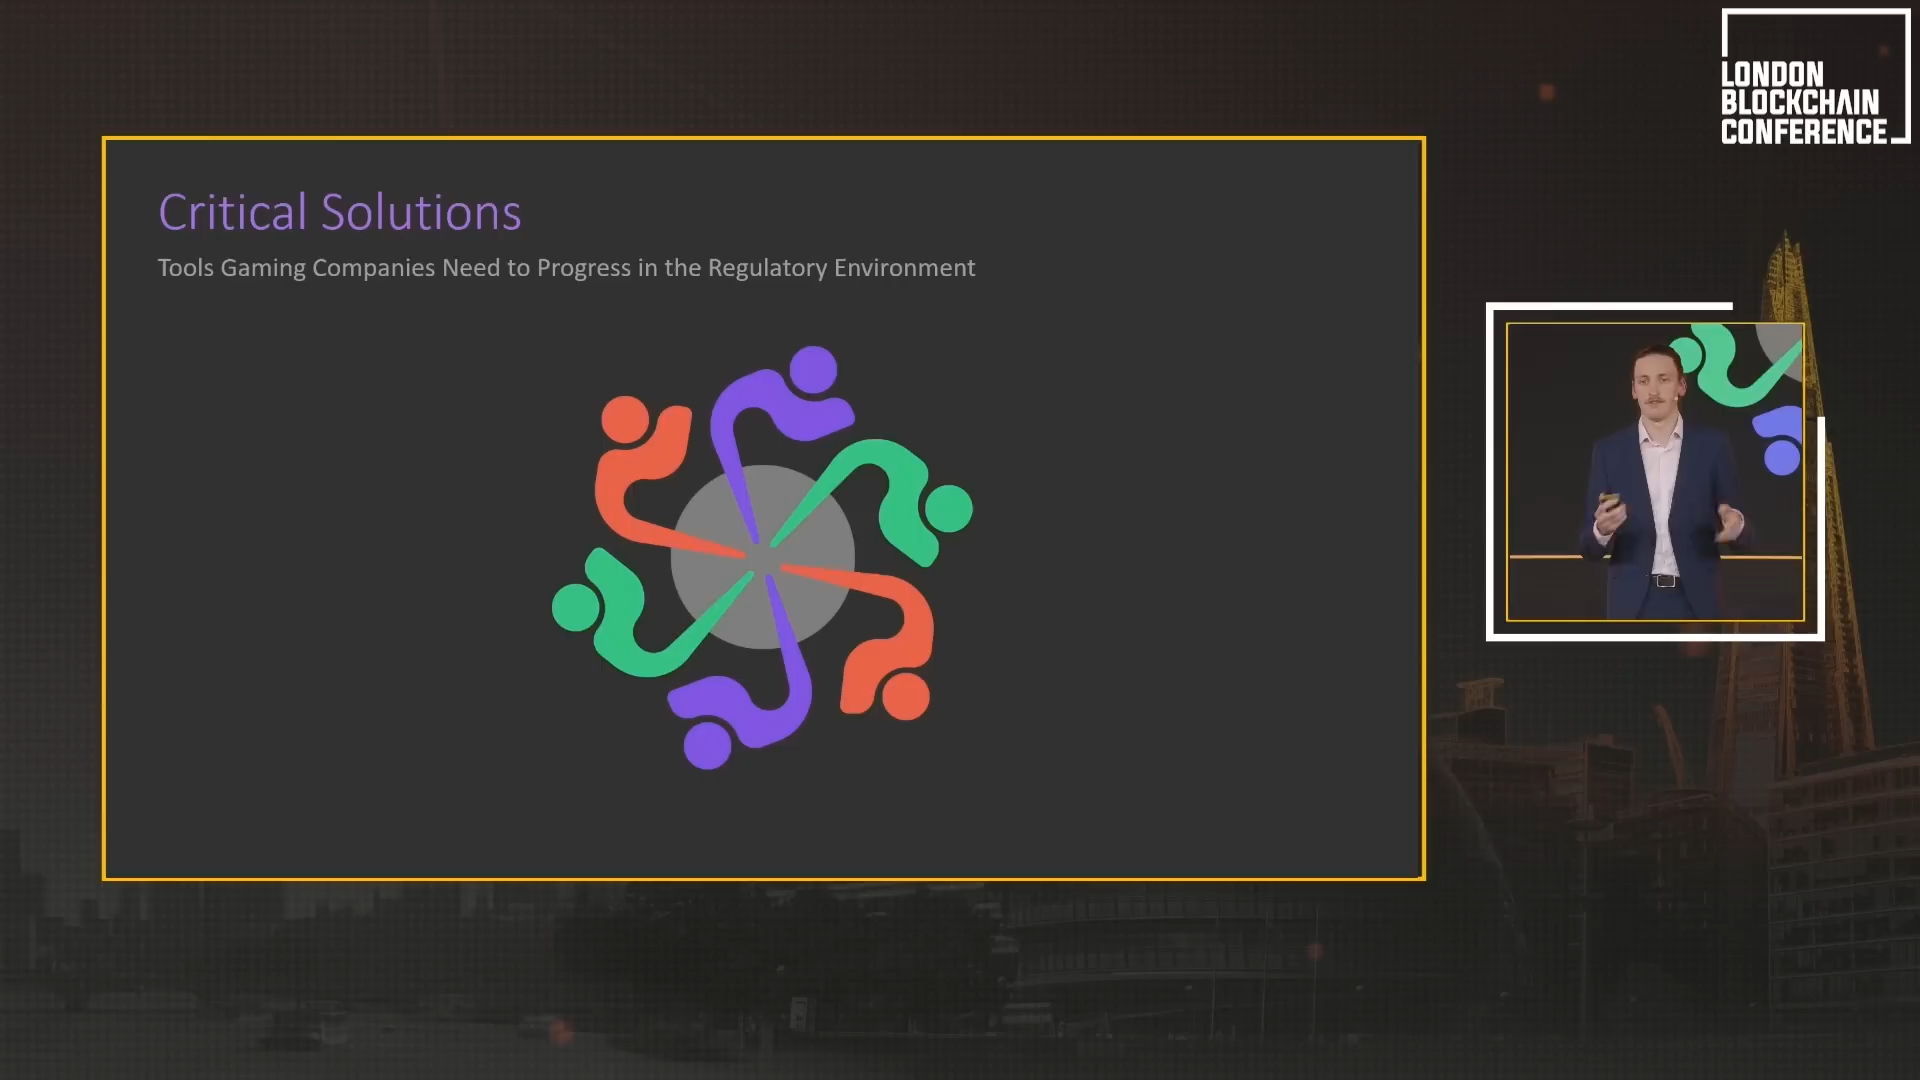 LONDON
BLOCKCHAIN
CONFERENCE
Critical Solutions
Tools Gaming Companies Need to Progress in the Regulatory Environment